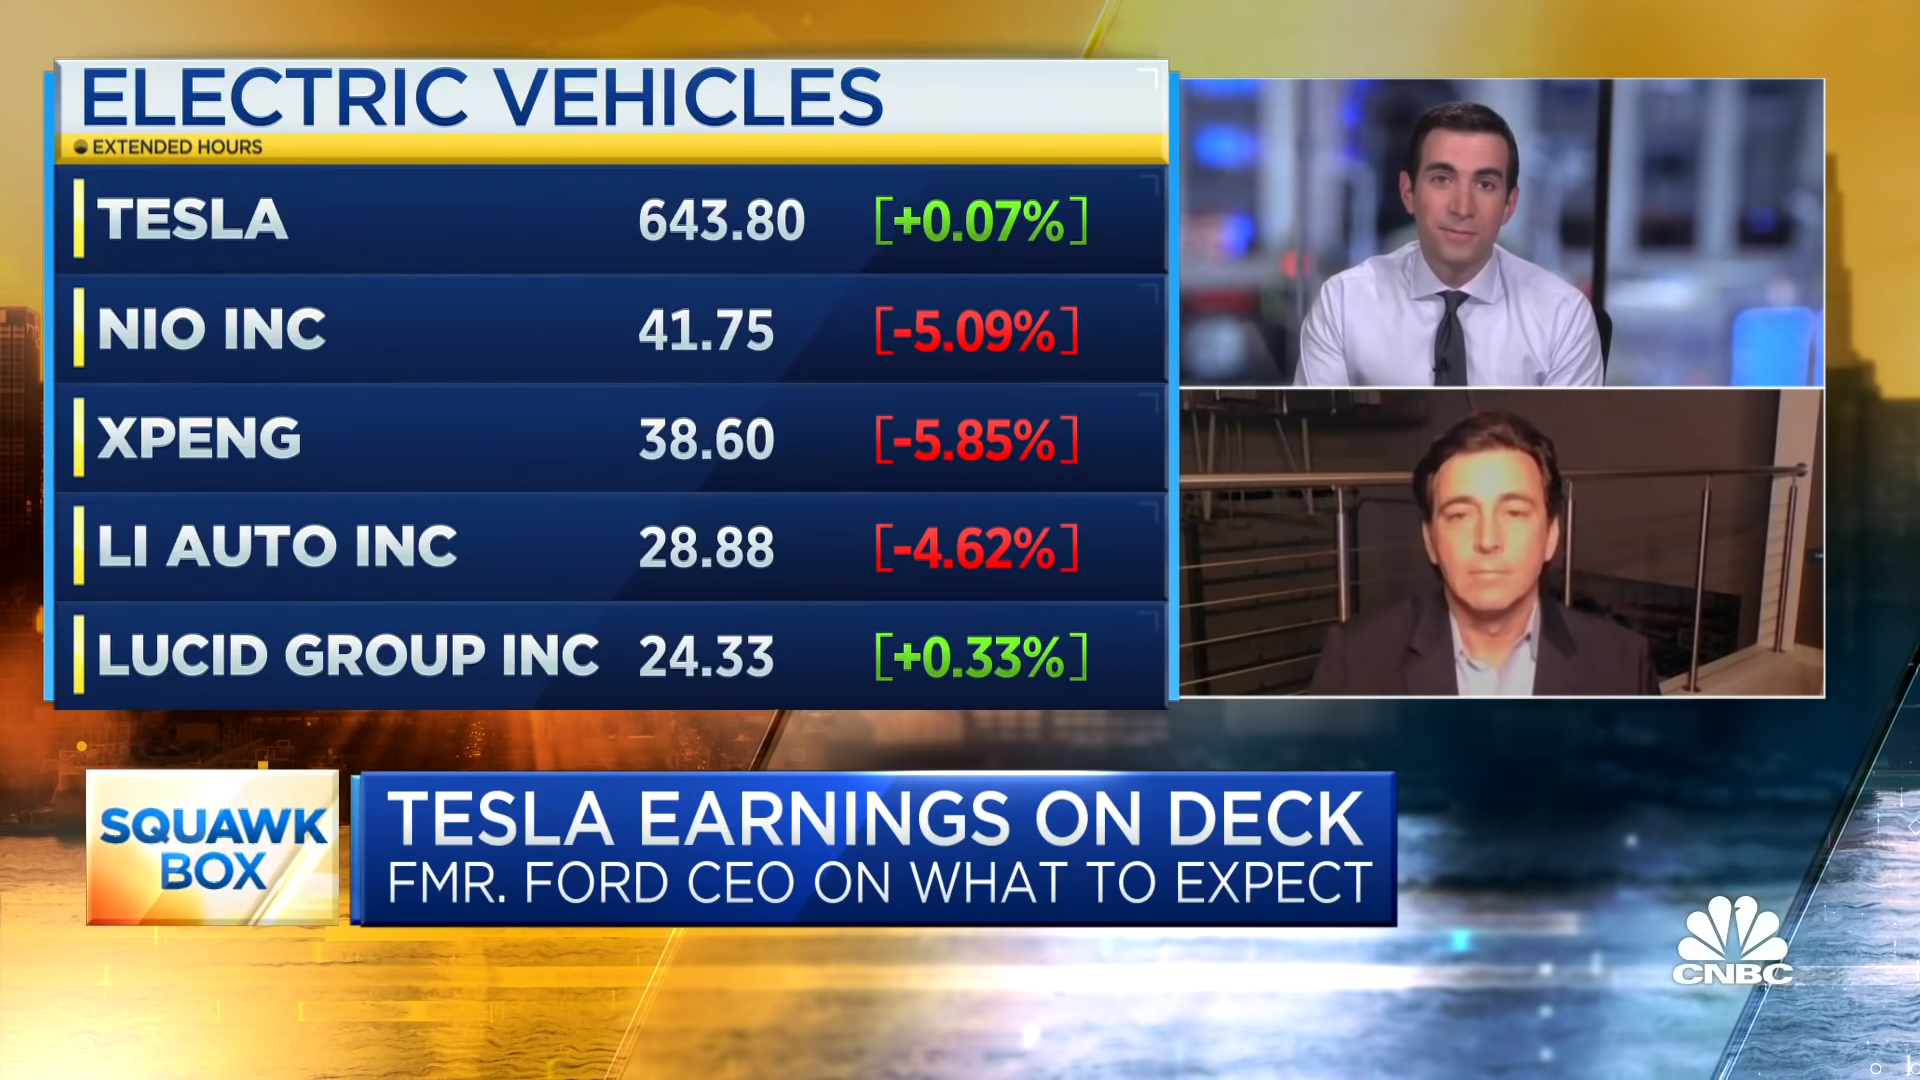 ELECTRIC VEHICLES
EXTENDED HOURS
TESLA 643.80 [+0.07%]
NIO INC 41.75 [-5.09%]
XPENG 38.60 [-5.85%]
LI AUTO INC 28.88 [-4.62%]
LUCID GROUP INC 24.33 [+0.33%]
SQUAWK
BOX
TESLA EARNINGS ON DECK
FMR. FORD CEO ON WHAT TO EXPECT
CNBC